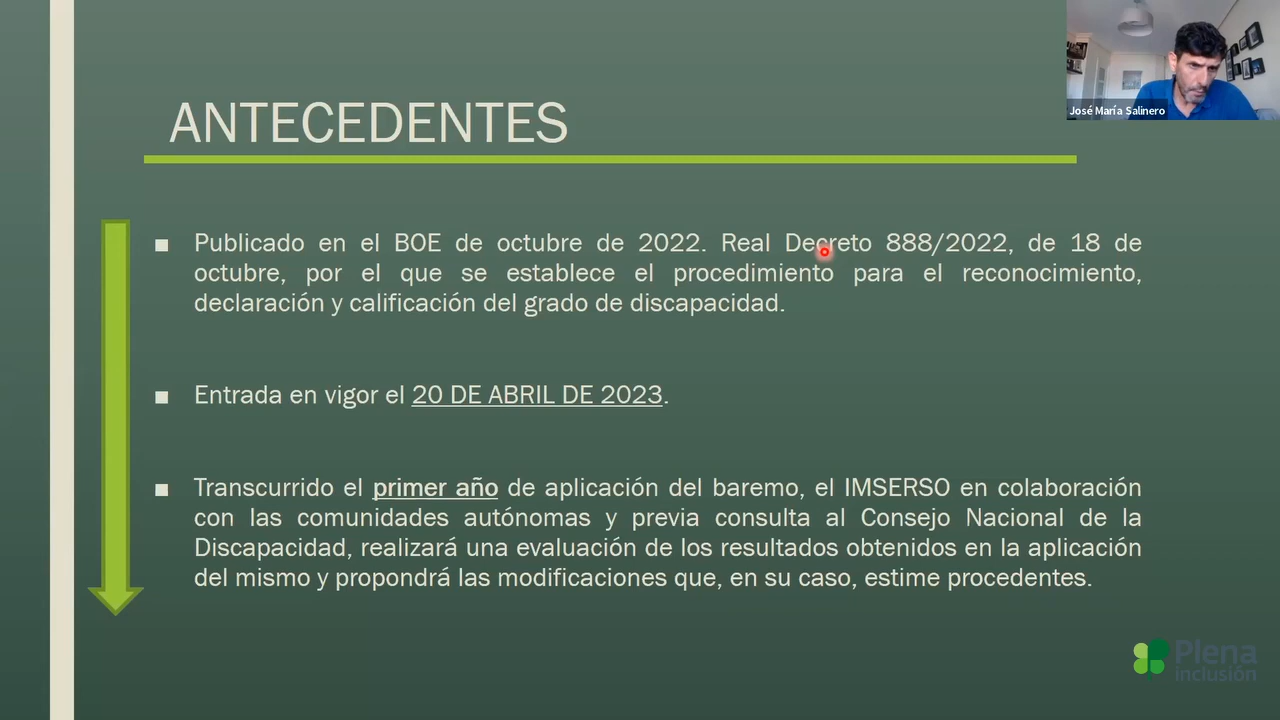 José María Salinero
ANTECEDENTES
▪ Publicado en el BOE de octubre de 2022. Real Decreto 888/2022, de 18 de
octubre, por el que se establece el procedimiento para el reconocimiento,
declaración y calificación del grado de discapacidad.
▪ Entrada en vigor el 20 DE ABRIL DE 2023.
▪ Transcurrido el primer año de aplicación del baremo, el IMSERSO en colaboración
con las comunidades autónomas y previa consulta al Consejo Nacional de la
Discapacidad, realizará una evaluación de los resultados obtenidos en la aplicación
del mismo y propondrá las modificaciones que, en su caso, estime procedentes.
Plena
inclusión